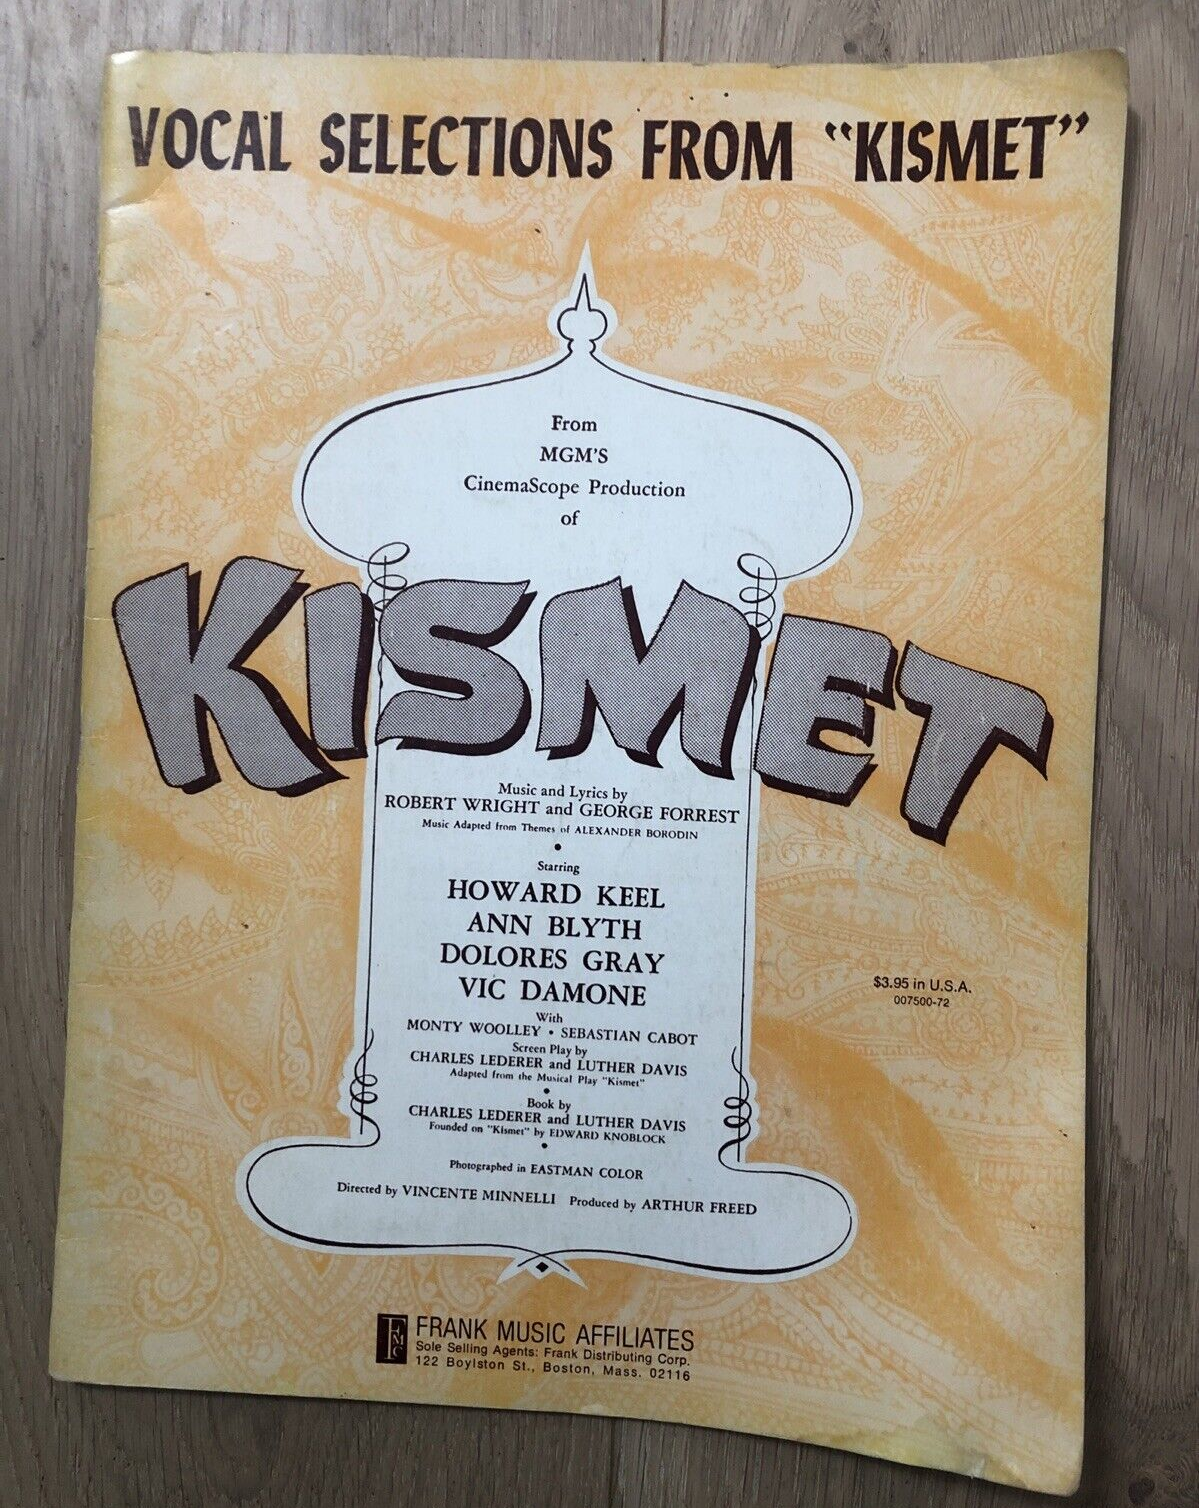 VOCAL SELECTIONS FROM "KISMET"
From
MGM'S
CinemaScope Production
of
KISMET
Music and Lyrics by
ROBERT WRIGHT and GEORGE FORREST
Music Adapted from Themes of ALEXANDER BORODIN
•
Starring
HOWARD KEEL
ANN BLYTH
DOLORES GRAY
VIC DAMONE
With
MONTY WOOLLEY • SEBASTIAN CABOT
Screen Play by
CHARLES LEDERER and LUTHER DAVIS
Adapted from the Musical Play "Kismet"
•
Book by
CHARLES LEDERER and LUTHER DAVIS
Founded on "Kismet" by EDWARD KNOBLOCK
•
Photographed in EASTMAN COLOR
Directed by VINCENTE MINNELLI Produced by ARTHUR FREED
$3.95 in U.S.A.
007500-72
FMC FRANK MUSIC AFFILIATES
Sole Selling Agents: Frank Distributing Corp.
122 Boylston St., Boston, Mass. 02116